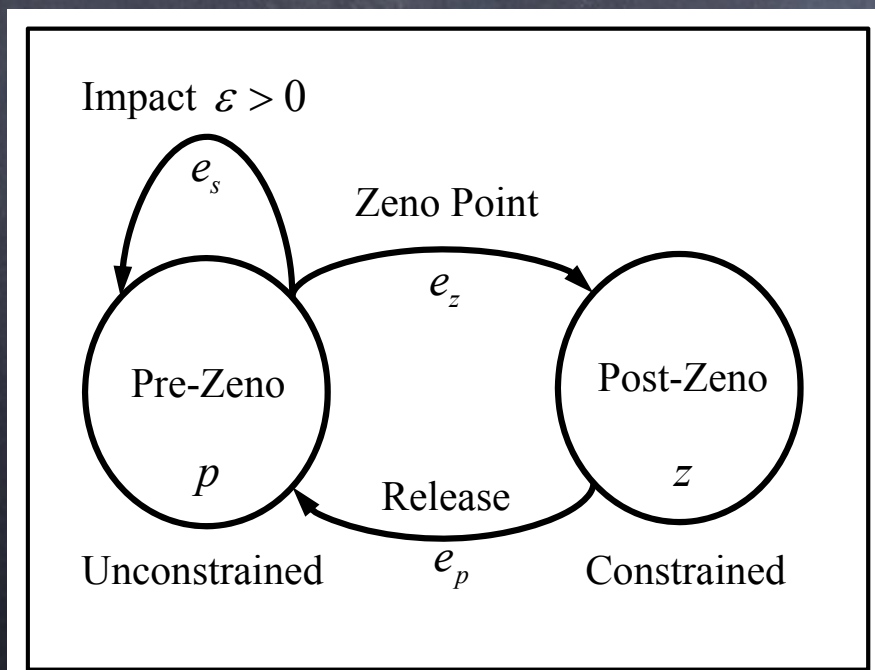 Impact ε > 0
e_s
Zeno Point
e_z
Pre-Zeno
Post-Zeno
p
z
Release
e_p
Unconstrained
Constrained